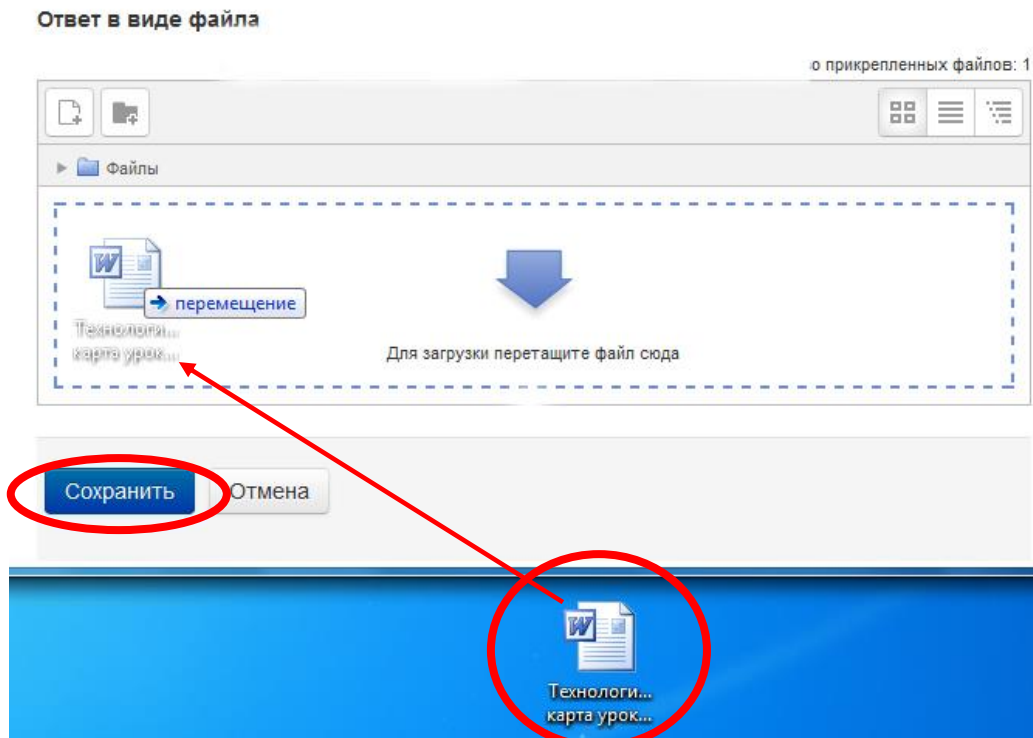 Ответ в виде файла
о прикрепленных файлов: 1
Файлы
W
перемещение
Технологи...
карта урок...
Для загрузки перетащите файл сюда
Сохранить
Отмена
W
Технологи...
карта урок...